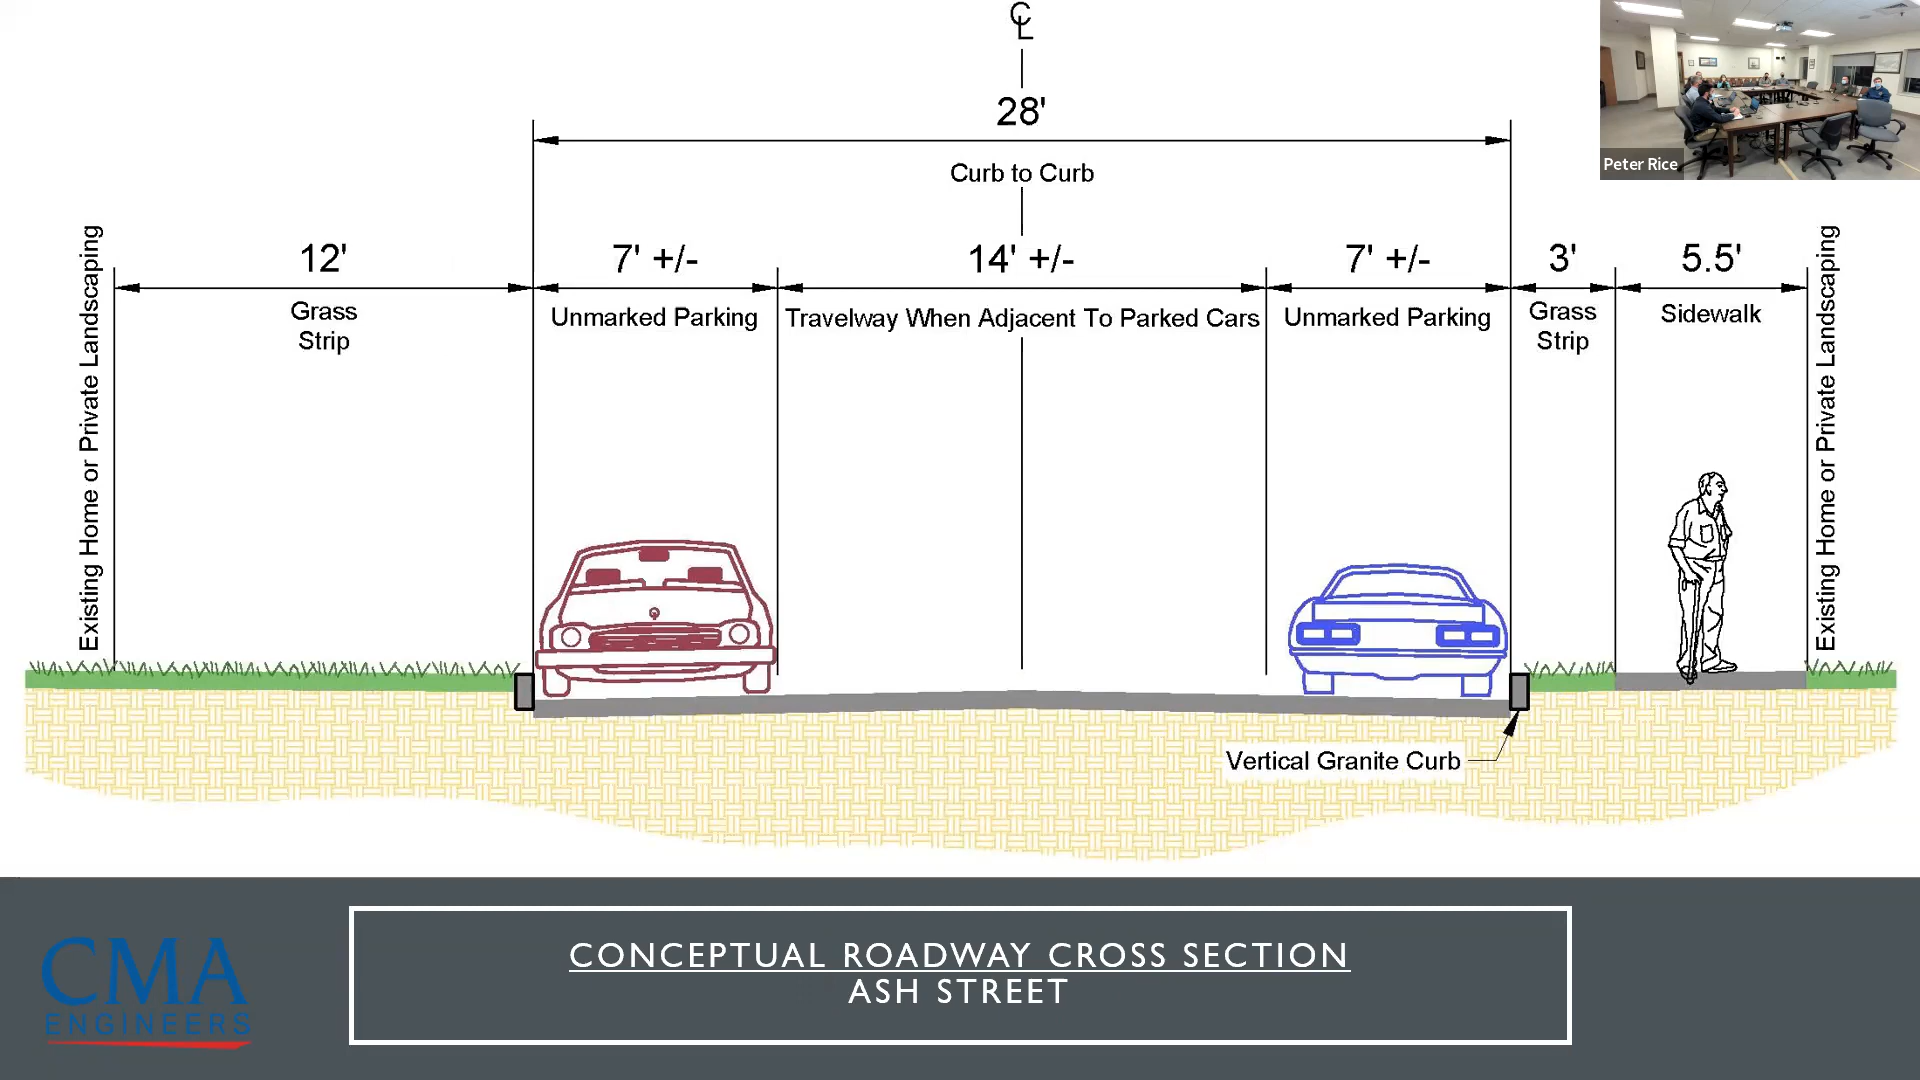 ℄
28'
Curb to Curb
12'
7' +/-
14' +/-
7' +/-
3'
5.5'
Grass
Strip
Unmarked Parking
Travelway When Adjacent To Parked Cars
Unmarked Parking
Grass
Strip
Sidewalk
Existing Home or Private Landscaping
Existing Home or Private Landscaping
Vertical Granite Curb
Peter Rice
CONCEPTUAL ROADWAY CROSS SECTION
ASH STREET
CMA
ENGINEERS